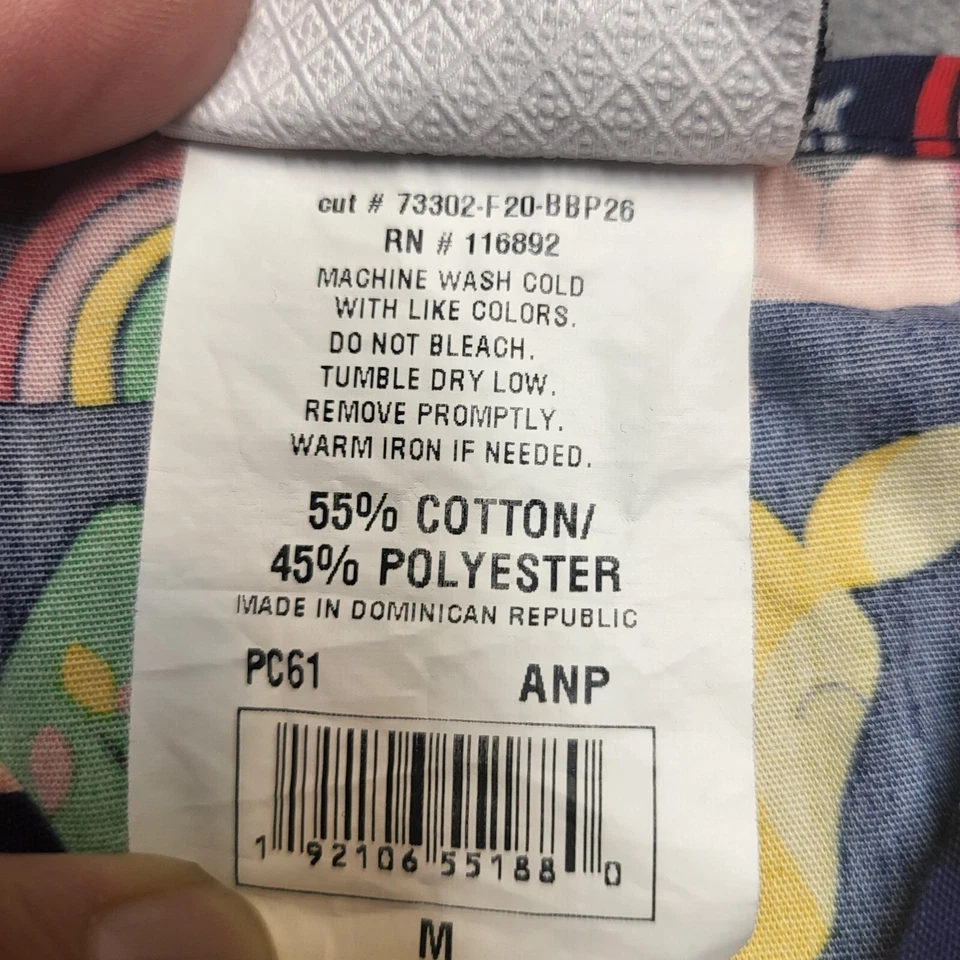 cut # 73302-F20-BBP26
RN # 116892
MACHINE WASH COLD
WITH LIKE COLORS.
DO NOT BLEACH.
TUMBLE DRY LOW.
REMOVE PROMPTLY.
WARM IRON IF NEEDED.
55% COTTON/
45% POLYESTER
MADE IN DOMINICAN REPUBLIC
PC61 ANP
1 92106 55188 0
M